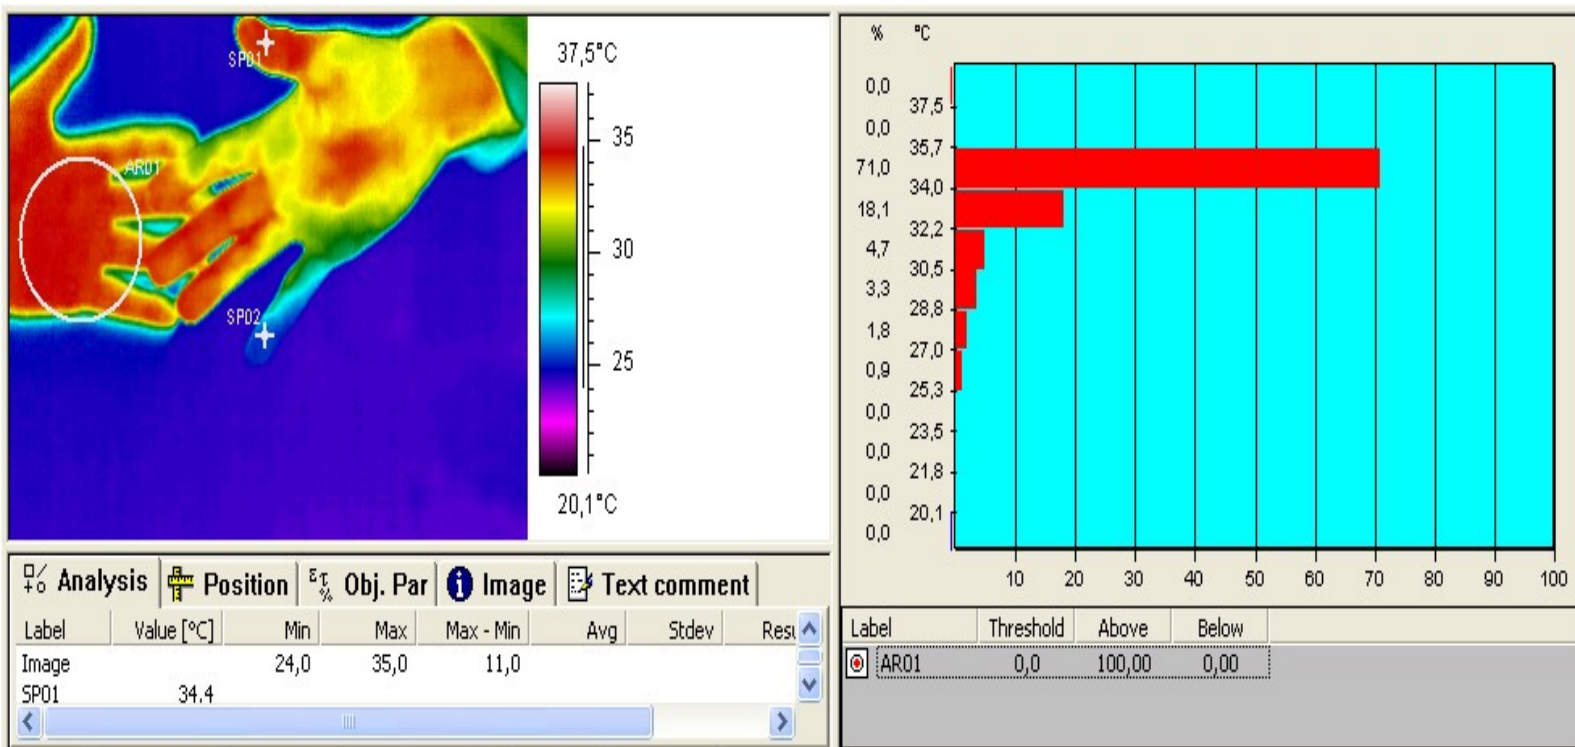 37,5°C
SP01
35
AR01
30
SP02
25
20,1°C
% °C
0,0
37,5
0,0
35,7
71,0
34,0
18,1
32,2
4,7
30,5
3,3
28,8
1,8
27,0
0,9
25,3
0,0
23,5
0,0
21,8
0,0
20,1
0,0
10 20 30 40 50 60 70 80 90 100
Analysis Position Obj. Par Image Text comment
Label Value [°C] Min Max Max - Min Avg Stdev
Image 24,0 35,0 11,0
SP01 34.4
Label Threshold Above Below
AR01 0,0 100,00 0,00